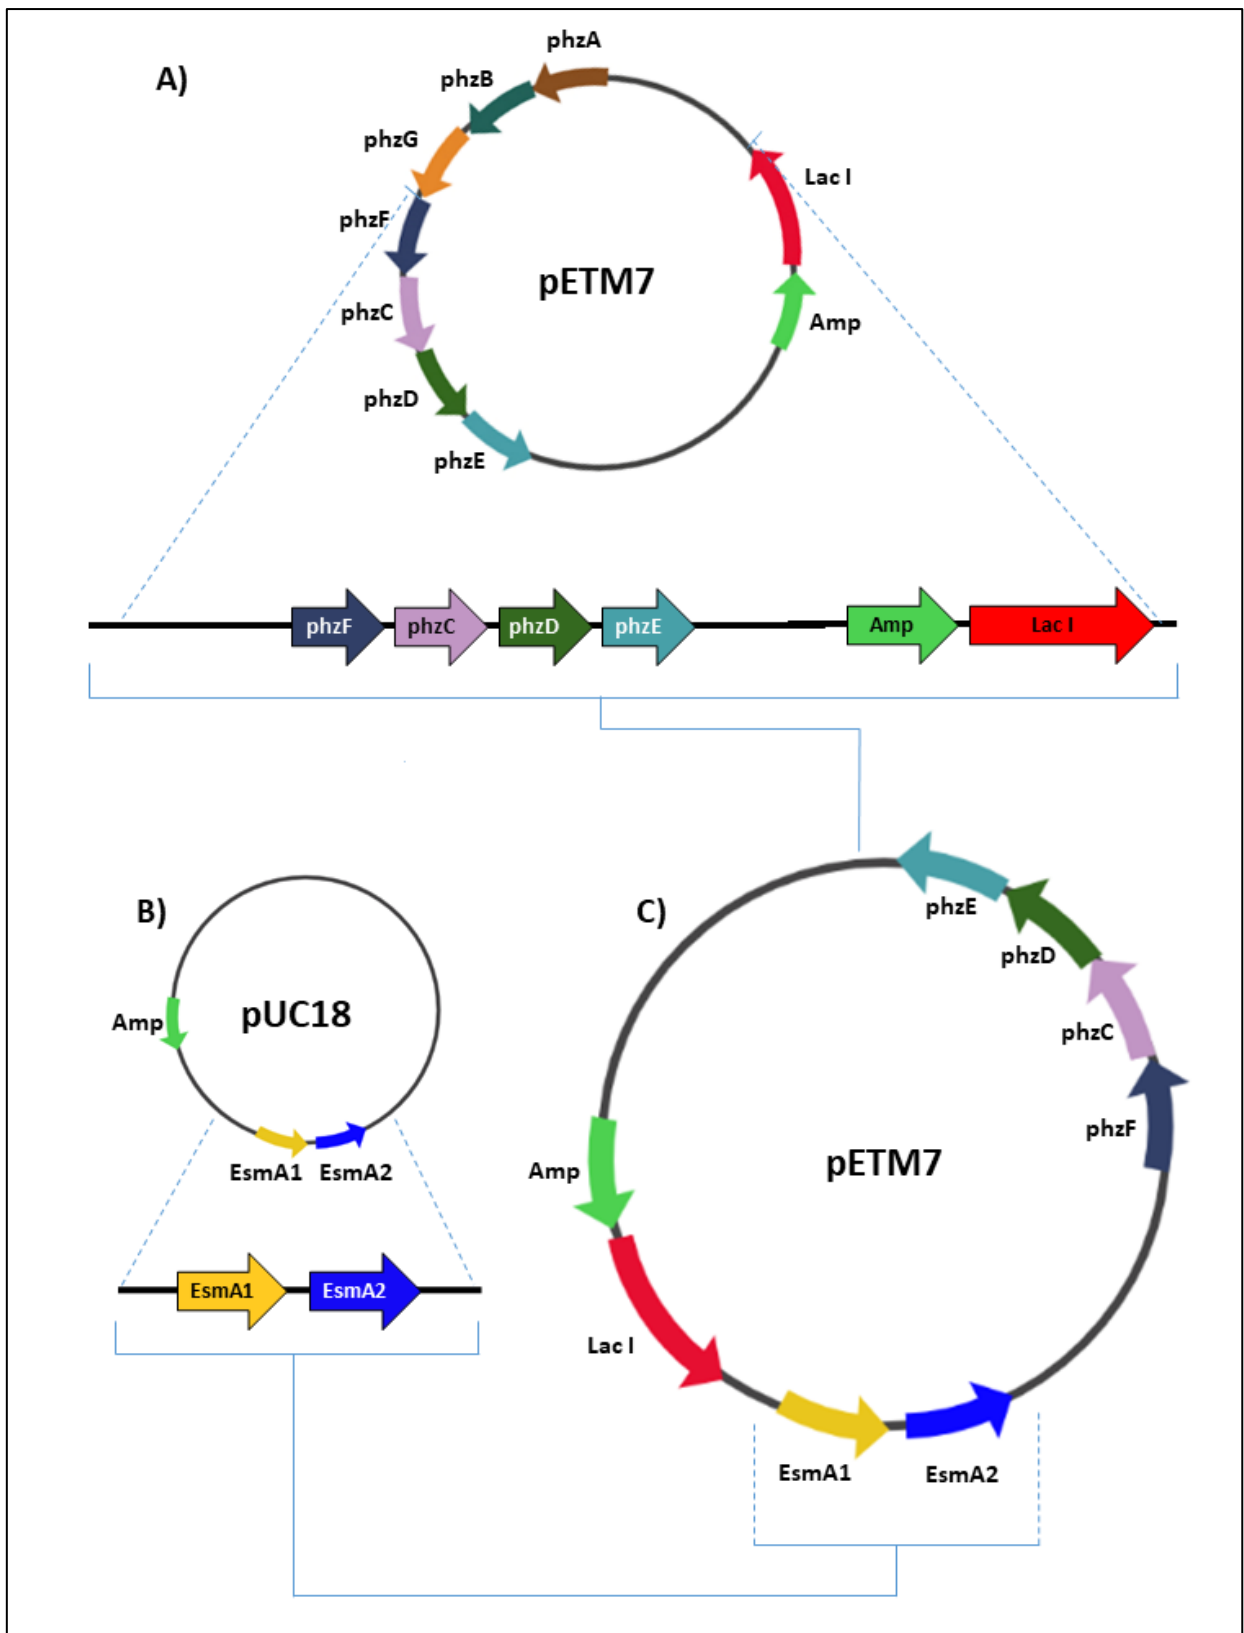 A)
phzA
phzB
phzG
phzF
phzC
phzD
phzE
Lac I
Amp
pETM7
phzF
phzC
phzD
phzE
Amp
Lac I
B)
Amp
pUC18
EsmA1
EsmA2
EsmA1
EsmA2
C)
phzE
phzD
phzC
phzF
pETM7
Amp
Lac I
EsmA1
EsmA2